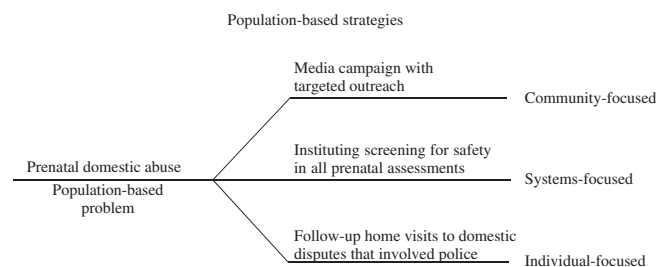 Population-based strategies
Media campaign with
targeted outreach
Community-focused
Instituting screening for safety
in all prenatal assessments
Systems-focused
Prenatal domestic abuse
Population-based
problem
Follow-up home visits to domestic
disputes that involved police
Individual-focused